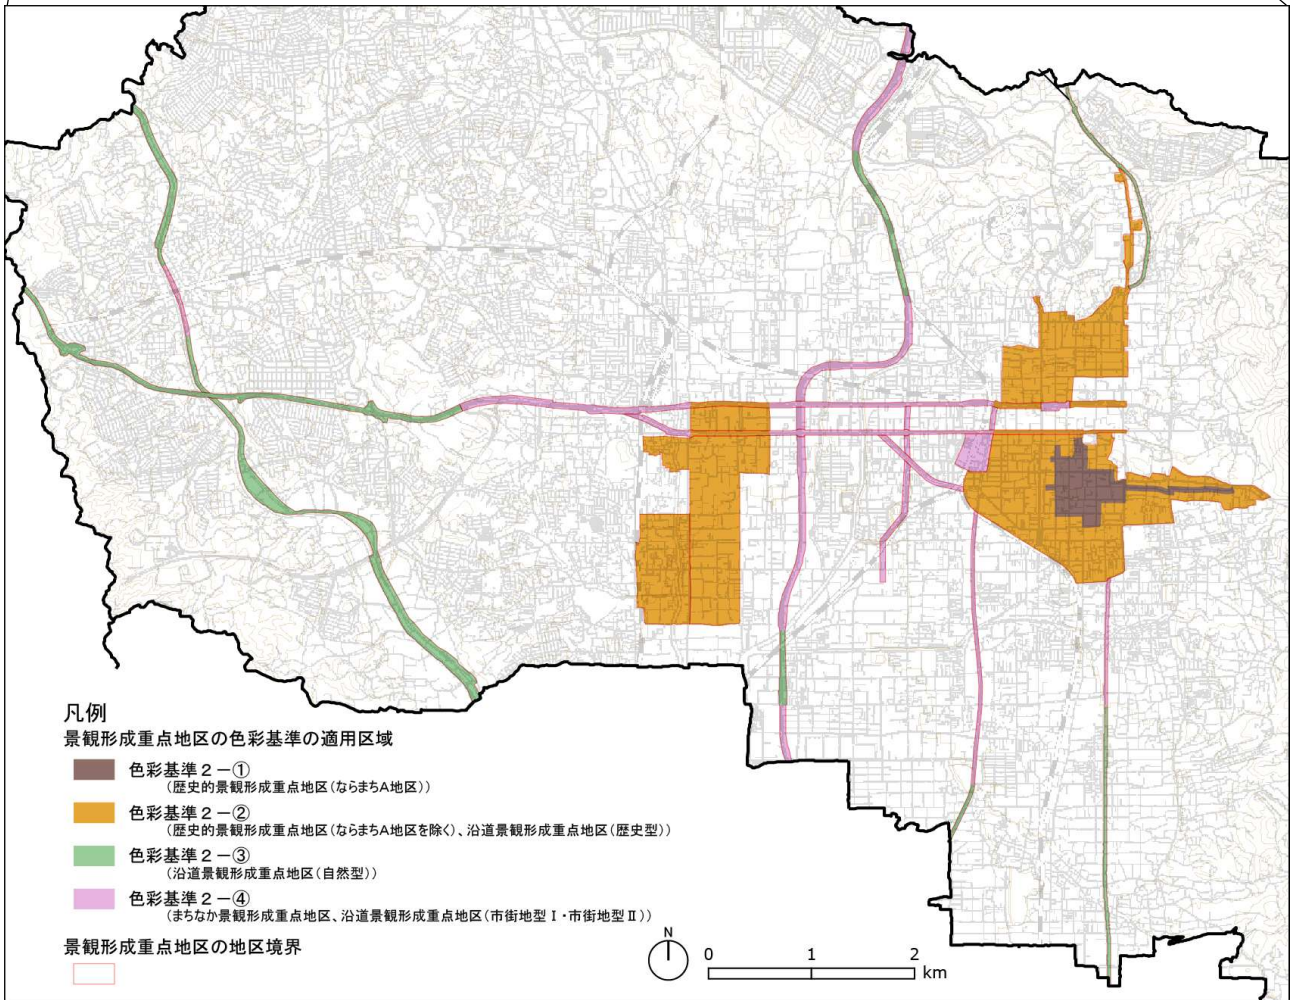 凡例
景観形成重点地区の色彩基準の適用区域
色彩基準２－①
(歴史的景観形成重点地区(ならまちA地区))
色彩基準２－②
(歴史的景観形成重点地区(ならまちA地区を除く)、沿道景観形成重点地区(歴史型))
色彩基準２－③
(沿道景観形成重点地区(自然型))
色彩基準２－④
(まちなか景観形成重点地区、沿道景観形成重点地区(市街地型Ⅰ・市街地型Ⅱ))
景観形成重点地区の地区境界
N
0 1 2
km